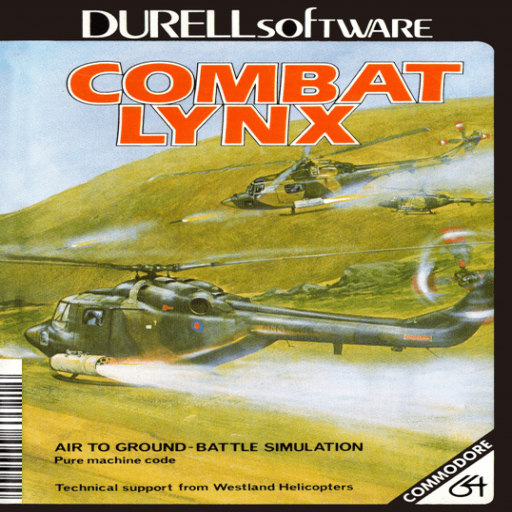 DURELL software
COMBAT
LYNX
AIR TO GROUND-BATTLE SIMULATION
Pure machine code
Technical support from Westland Helicopters
COMMODORE
64